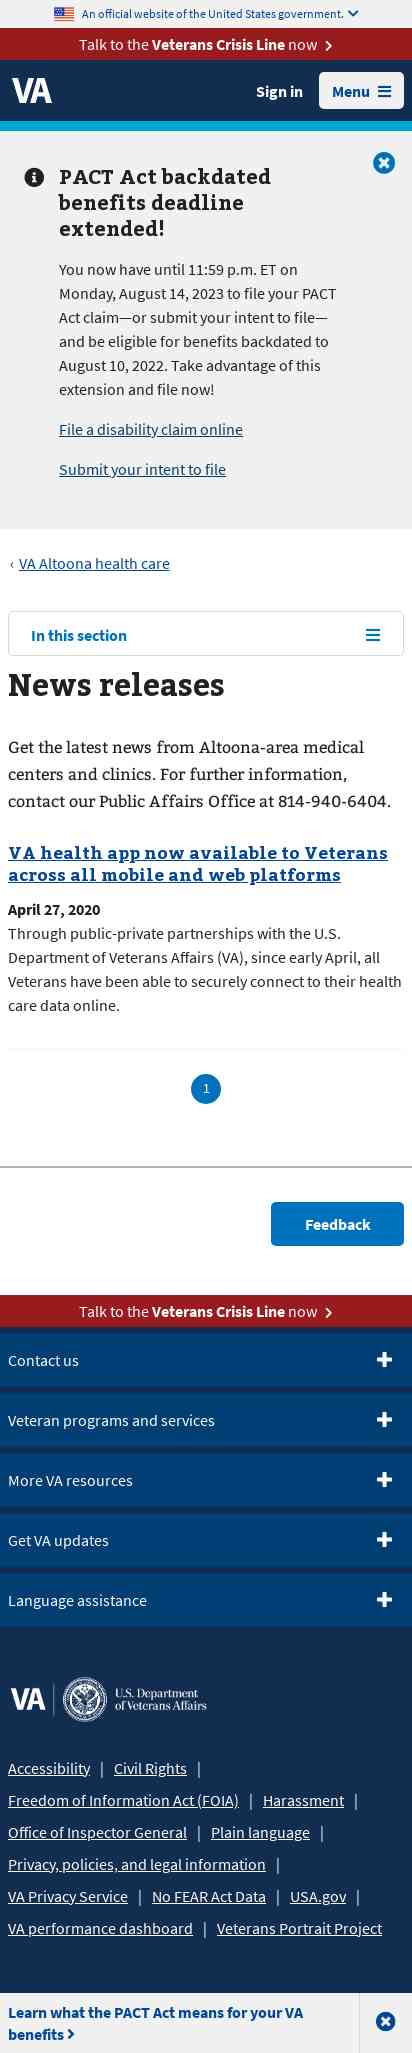 An official website of the United States government.
Talk to the Veterans Crisis Line now
VA
Sign in
Menu
PACT Act backdated
benefits deadline
extended!
You now have until 11:59 p.m. ET on
Monday, August 14, 2023 to file your PACT
Act clam—or submit your intent to file—
and be eligible for benefits backdated to
August 10, 2022. Take advantage of this
extension and file now!
File a disability claim online
Submit your intent to file
‹ VA Altoona health care
In this section
News releases
Get the latest news from Altoona-area medical
centers and clinics. For further information,
contact our Public Affairs Office at 814-940-6404.
VA health app now available to Veterans
across all mobile and web platforms
April 27, 2020
Through public-private partnerships with the U.S.
Department of Veterans Affairs (VA), since early April, all
Veterans have been able to securely connect to their health
care data online.
1
Feedback
Talk to the Veterans Crisis Line now
Contact us
Veteran programs and services
More VA resources
Get VA updates
Language assistance
VA
U.S. Department
of Veterans Affairs
Accessibility | Civil Rights |
Freedom of Information Act (FOIA) | Harassment |
Office of Inspector General | Plain language |
Privacy, policies, and legal information |
VA Privacy Service | No FEAR Act Data | USA.gov |
VA performance dashboard | Veterans Portrait Project
Learn what the PACT Act means for your VA
benefits